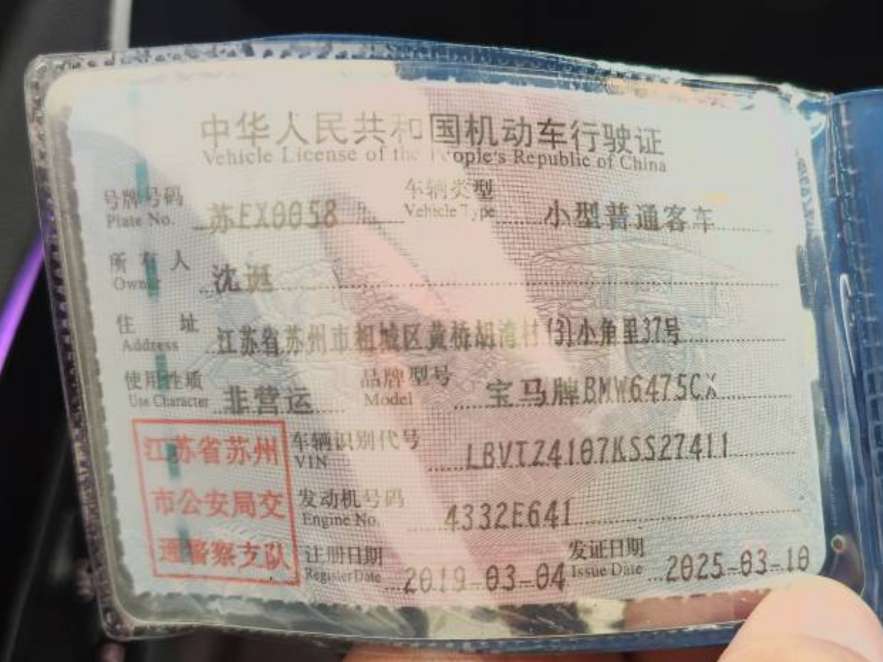 中华人民共和国机动车行驶证
Vehicle License of the People's Republic of China
号牌号码 苏EX0058 车辆类型 小型普通客车
Plate No. Vehicle Type
所有人 沈
Owner
住址 江苏省苏州市相城区黄桥胡湾村(3)小角里37号
Address
使用性质 非营运 品牌型号 宝马牌BMW6475CX
Use Character Model
江苏省苏州 车辆识别代号 LBVTZ4107KSS27411
VIN
市公安局交 发动机号码 4332E641
Engine No.
通警察支队 注册日期 2019-03-04 发证日期 2025-03-10
Register Date Issue Date